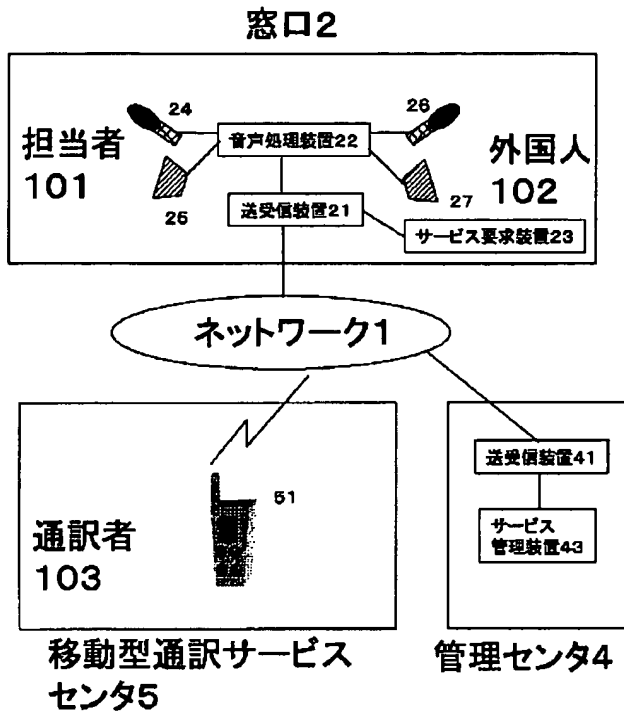 窓口2
担当者
101
24
音声処理装置22
26
外国人
102
25
送受信装置21
27
サービス要求装置23
ネットワーク1
通訳者
103
51
送受信装置41
サービス
管理装置43
移動型通訳サービス
センタ5
管理センタ4